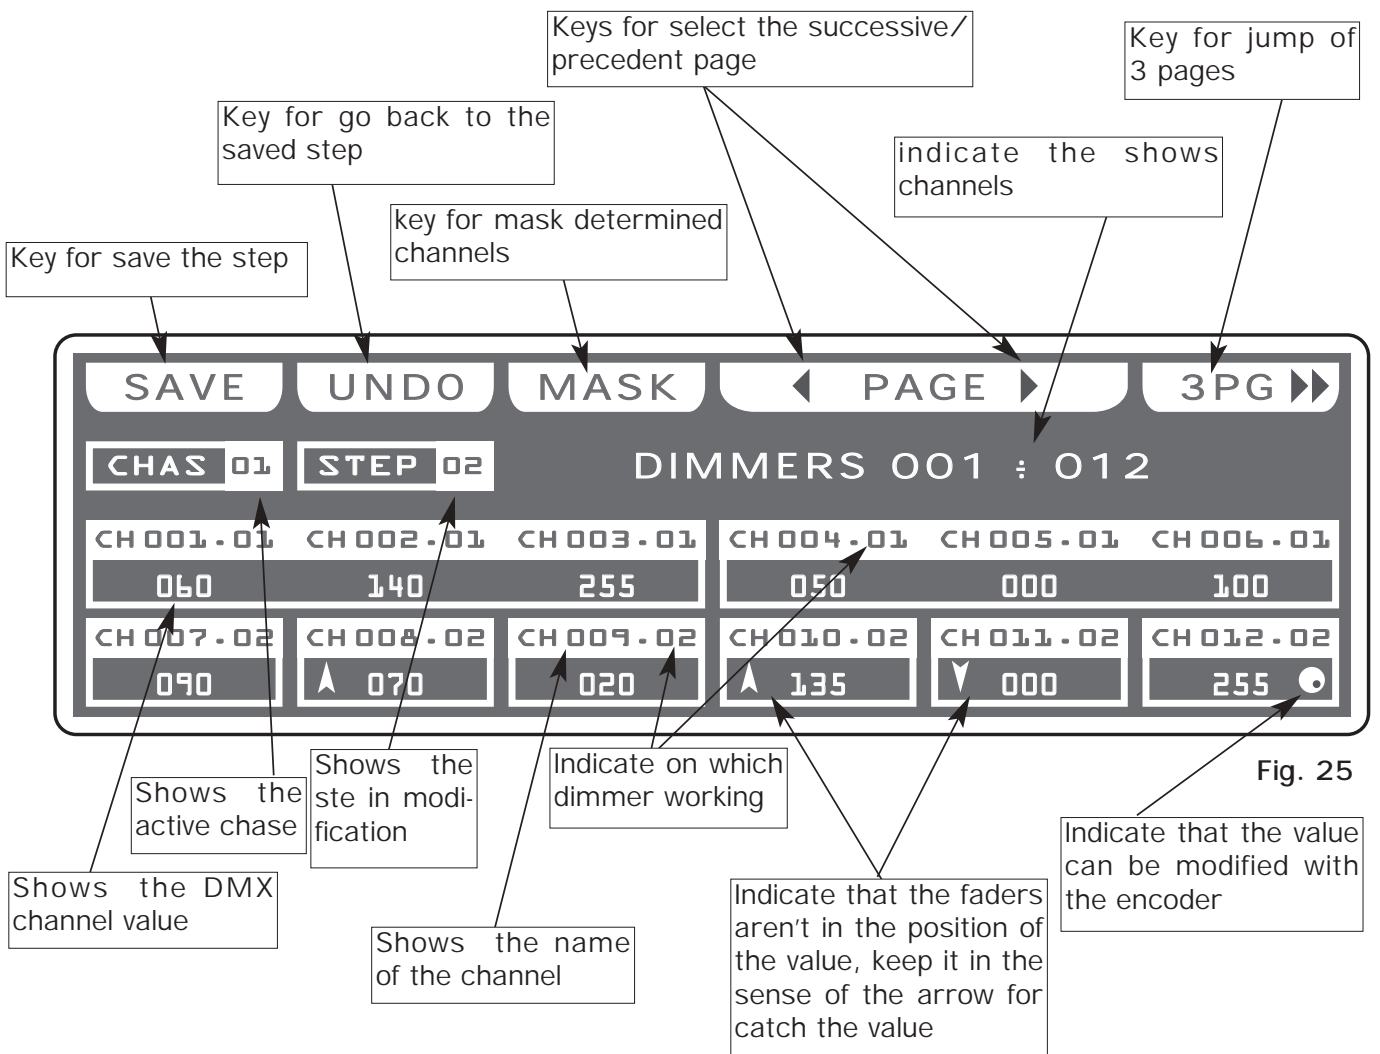 Keys for select the successive/
precedent page
Key for jump of
3 pages
Key for go back to the
saved step
indicate the shows
channels
key for mask determined
channels
Key for save the step
SAVE UNDO MASK ◀ PAGE ▶ 3PG ▶▶
CHAS 01 STEP 02 DIMMERS 001 ÷ 012
CH001.01 CH002.01 CH003.01 CH004.01 CH005.01 CH006.01
060 140 255 050 000 100
CH007.02 CH008.02 CH009.02 CH010.02 CH011.02 CH012.02
090 070 020 135 000 255
Fig. 25
Shows the
active chase
Shows the
ste in modi-
fication
Indicate on which
dimmer working
Indicate that the value
can be modified with
the encoder
Shows the DMX
channel value
Shows the name
of the channel
Indicate that the faders
aren't in the position of
the value, keep it in the
sense of the arrow for
catch the value